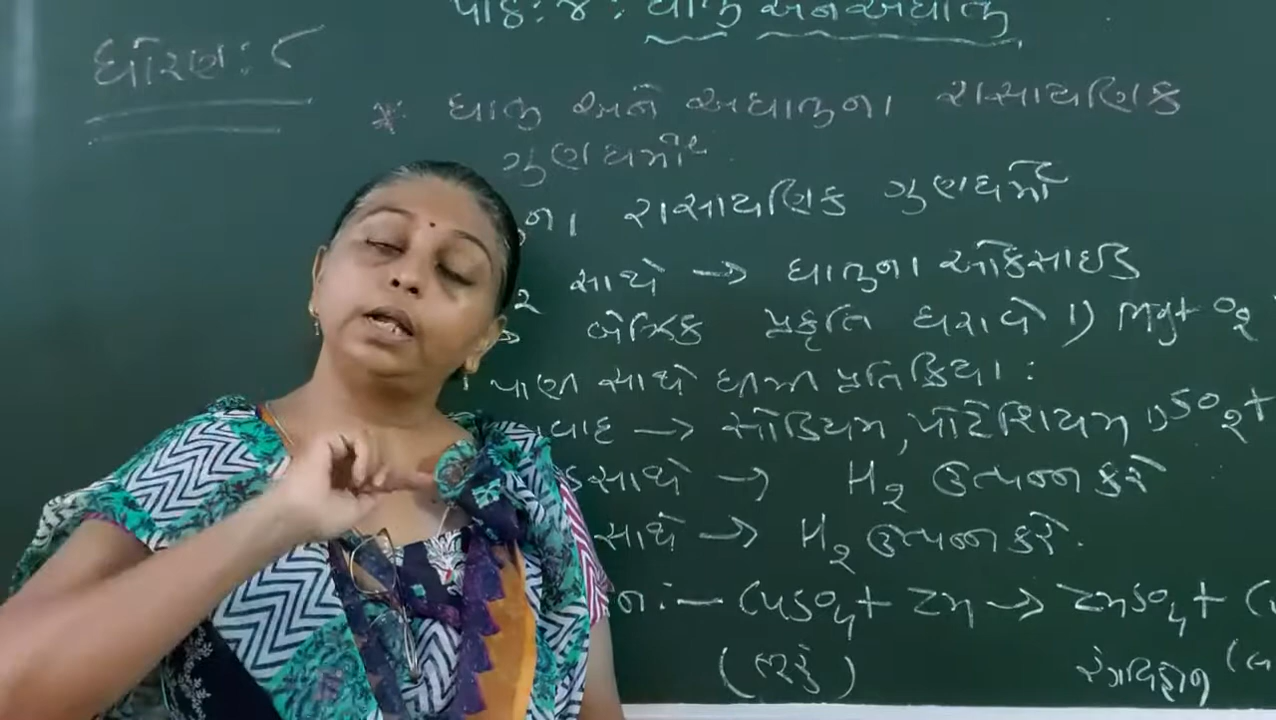 પાઠ: ૪ : ધાતુ અને અધાતુ
ધોરણ: ૮
* ધાતુ અને અધાતુના રાસાયણિક
ગુણધર્મો
ના રાસાયણિક ગુણધર્મો
2 સાથે → ધાતુના ઓક્સાઇડ
બેઝિક પ્રકૃતિ ધરાવે 1) Mg + O2
પાણી સાથે ધાતુની પ્રતિક્રિયા :
વાદ → સોડિયમ, પોટેશિયમ 1) SO2 +
ડ સાથે → H2 ઉત્પન્ન કરે
સાથે → H2 ઉત્પન્ન કરે.
ન :— CuSO4 + Zn → ZnSO4 + (
(ભૂરું) રંગવિહીન (લ